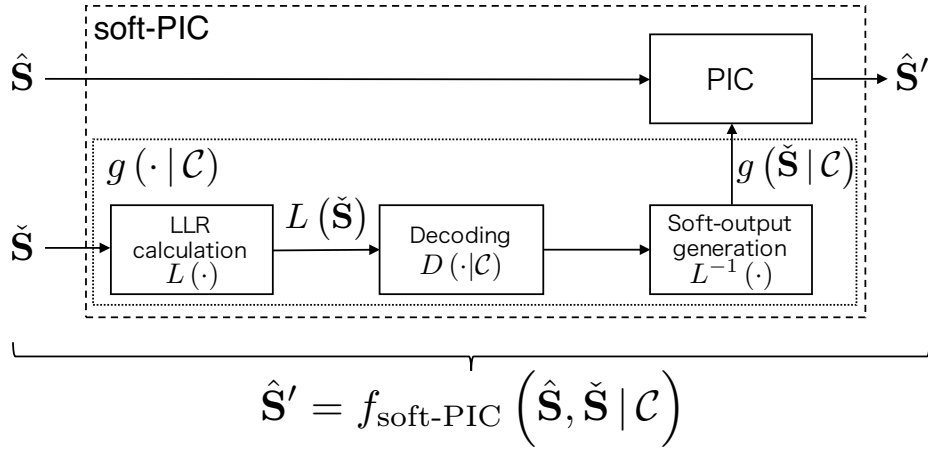 soft-PIC
Ŝ
PIC
Ŝ′
g (· | 𝒞)
g (Š | 𝒞)
Š
LLR
calculation
L (·)
L (Š)
Decoding
D (·|𝒞)
Soft-output
generation
L⁻¹ (·)
Ŝ′ = f_soft-PIC (Ŝ, Š | 𝒞)